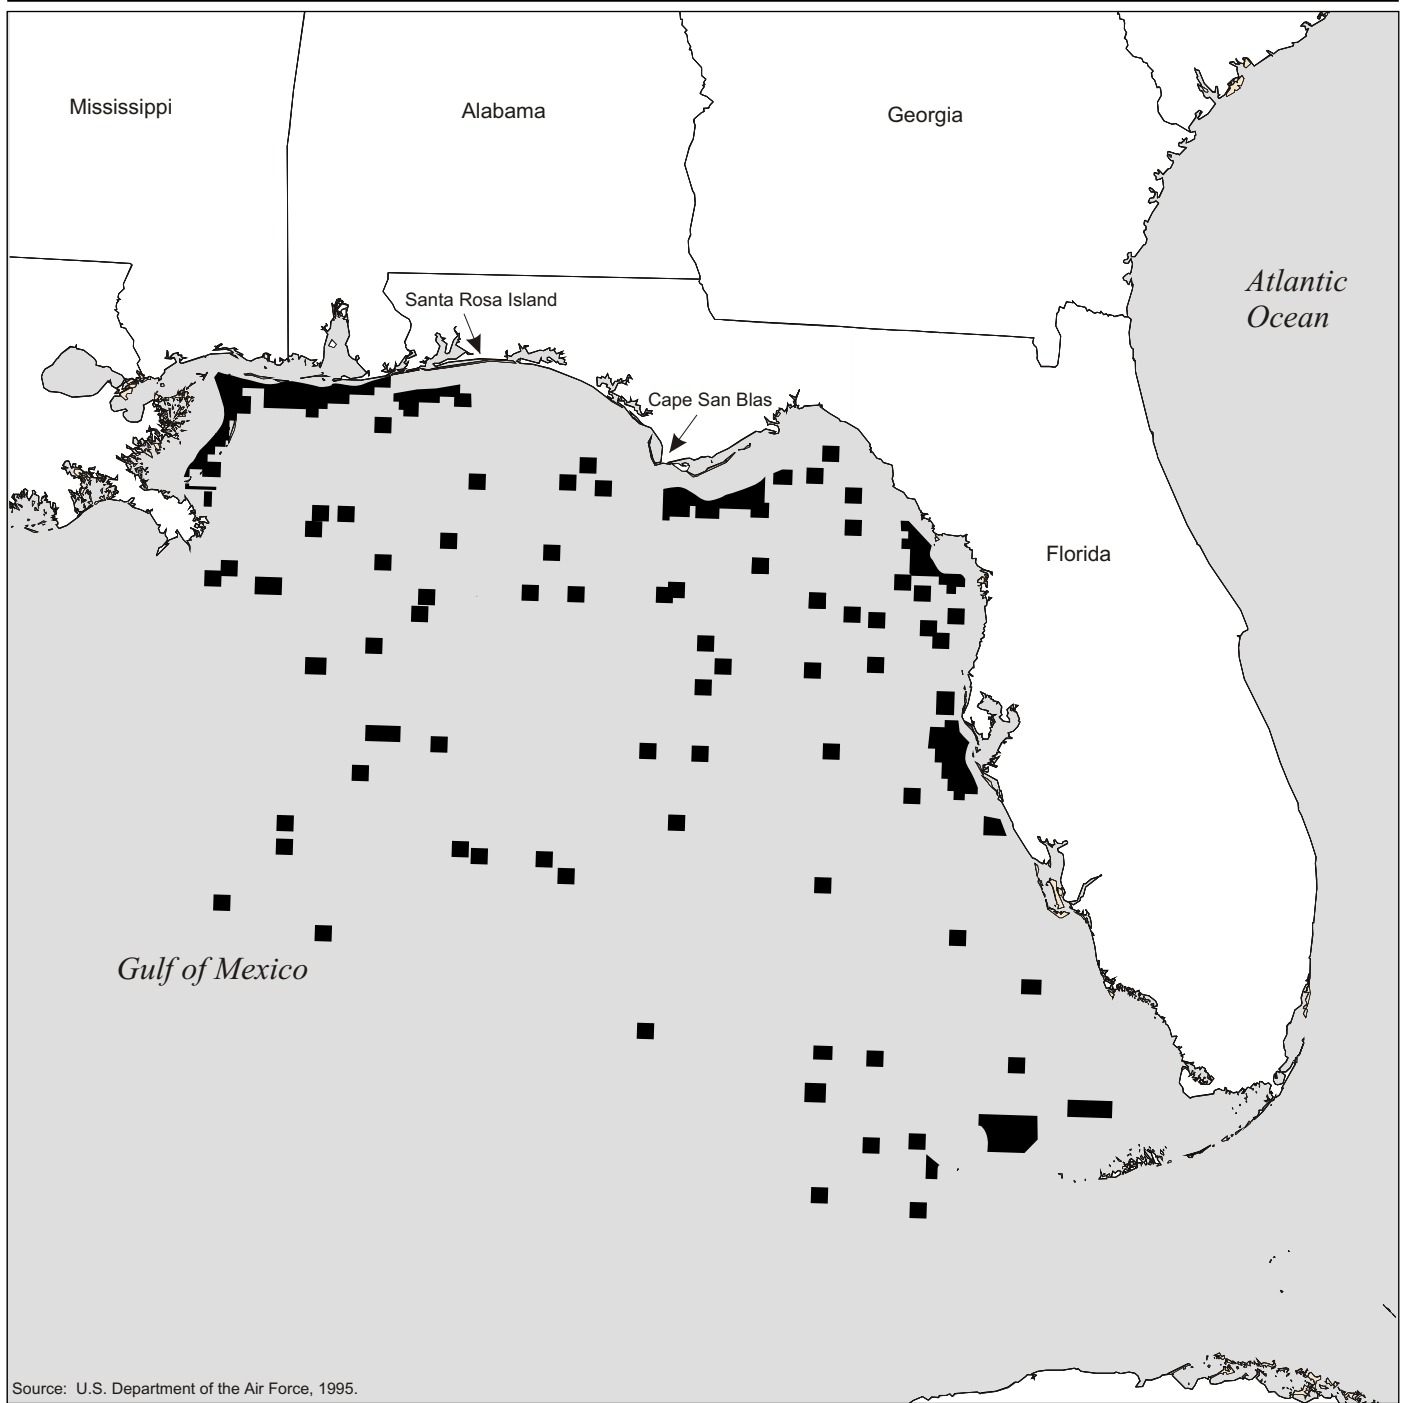 Mississippi
Alabama
Georgia
Atlantic
Ocean
Santa Rosa Island
Cape San Blas
Florida
Gulf of Mexico
Source: U.S. Department of the Air Force, 1995.